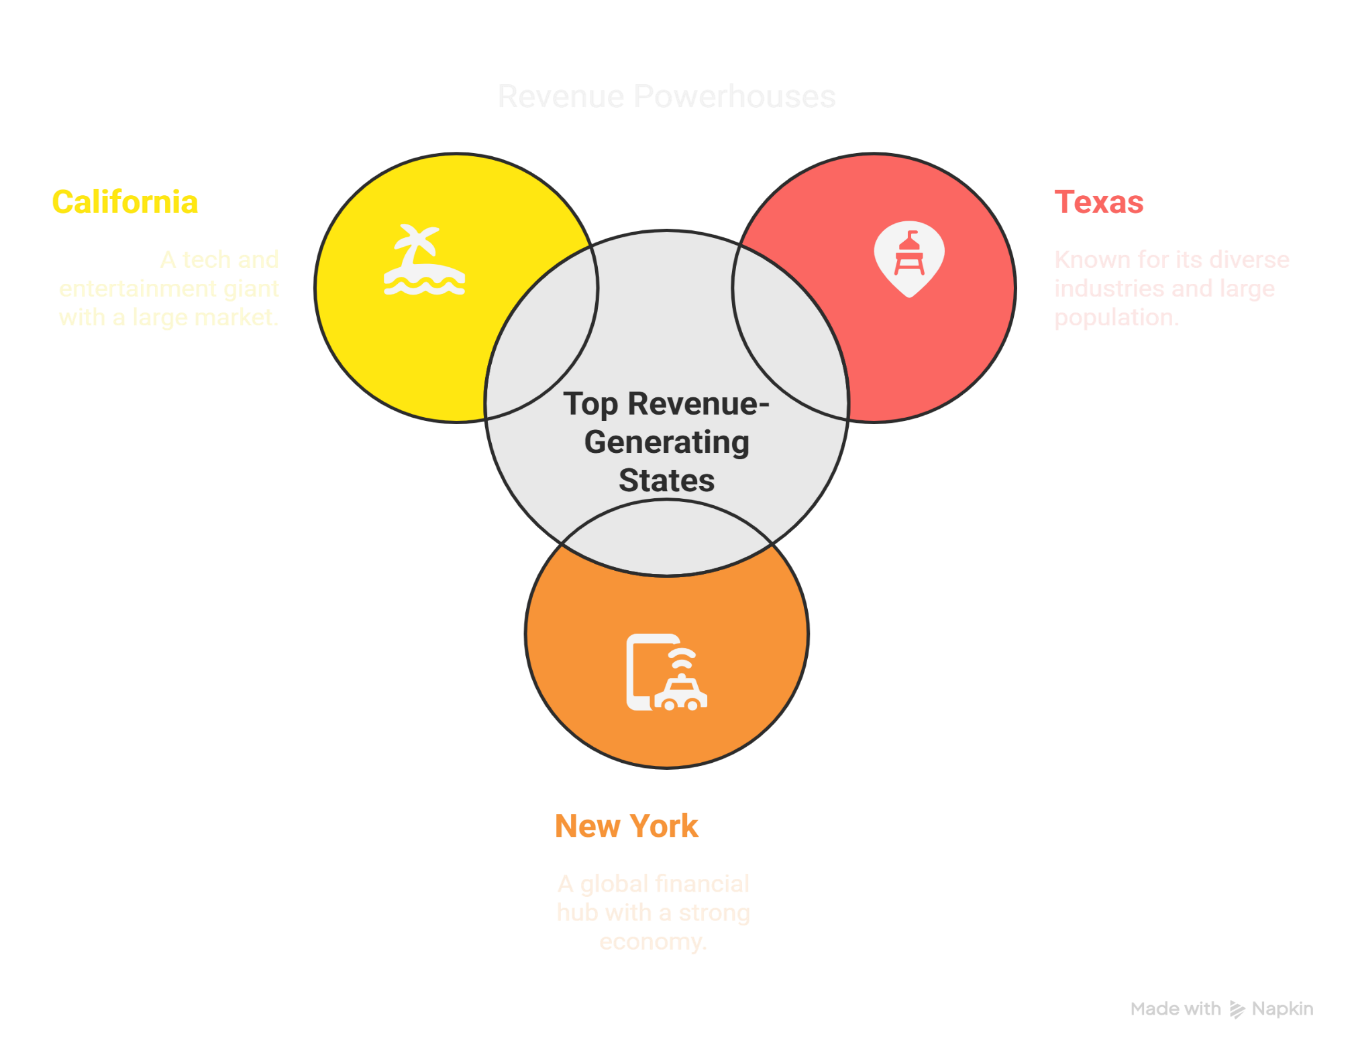 Revenue Powerhouses
California
A tech and
entertainment giant
with a large market.
Texas
Known for its diverse
industries and large
population.
Top Revenue-
Generating
States
New York
A global financial
hub with a strong
economy.
Made with Napkin